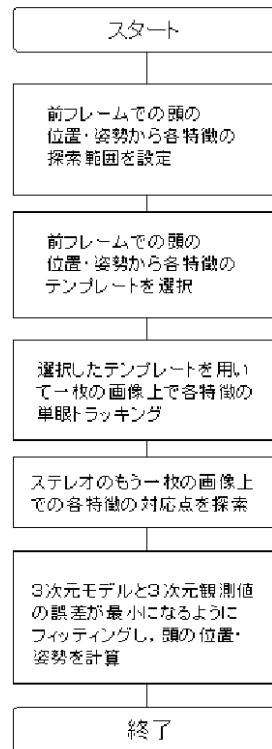 スタート
前フレームでの頭の
位置・姿勢から各特徴の
探索範囲を設定
前フレームでの頭の
位置・姿勢から各特徴の
テンプレートを選択
選択したテンプレートを用い
て一枚の画像上で各特徴の
単眼トラッキング
ステレオのもう一枚の画像上
での各特徴の対応点を探索
3次元モデルと3次元観測値
の誤差が最小になるように
フィッティングし，頭の位置・
姿勢を計算
終了